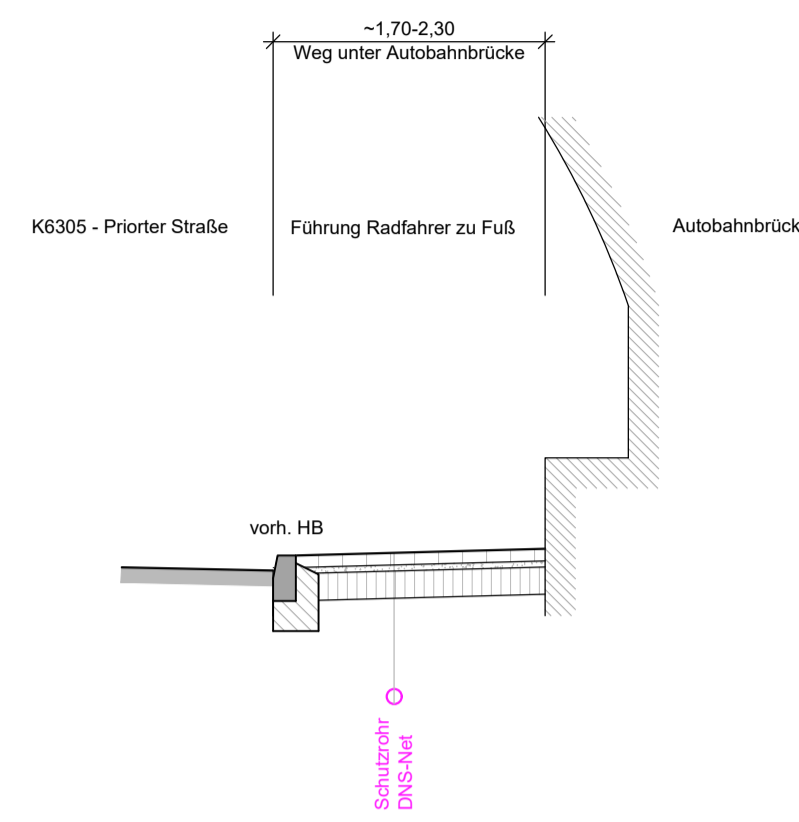 ~1,70-2,30
Weg unter Autobahnbrücke
K6305 - Priorter Straße
Führung Radfahrer zu Fuß
Autobahnbrück
vorh. HB
Schutzrohr
DNS-Net